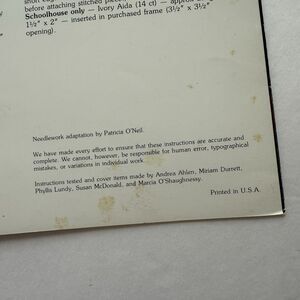 before attaching stitched piece
Schoolhouse only — Ivory Aida (14 ct) —
1½" x 2" — inserted in purchased frame (3½" x 3½"
opening).
Needlework adaptation by Patricia O'Neil.
We have made every effort to ensure that these instructions are accurate and
complete. We cannot, however, be responsible for human error, typographical
mistakes, or variations in individual work.
Instructions tested and cover items made by Andrea Ahlen, Miriam Durrett,
Phyllis Lundy, Susan McDonald, and Marcia O'Shaughnessy.
Printed in U.S.A.